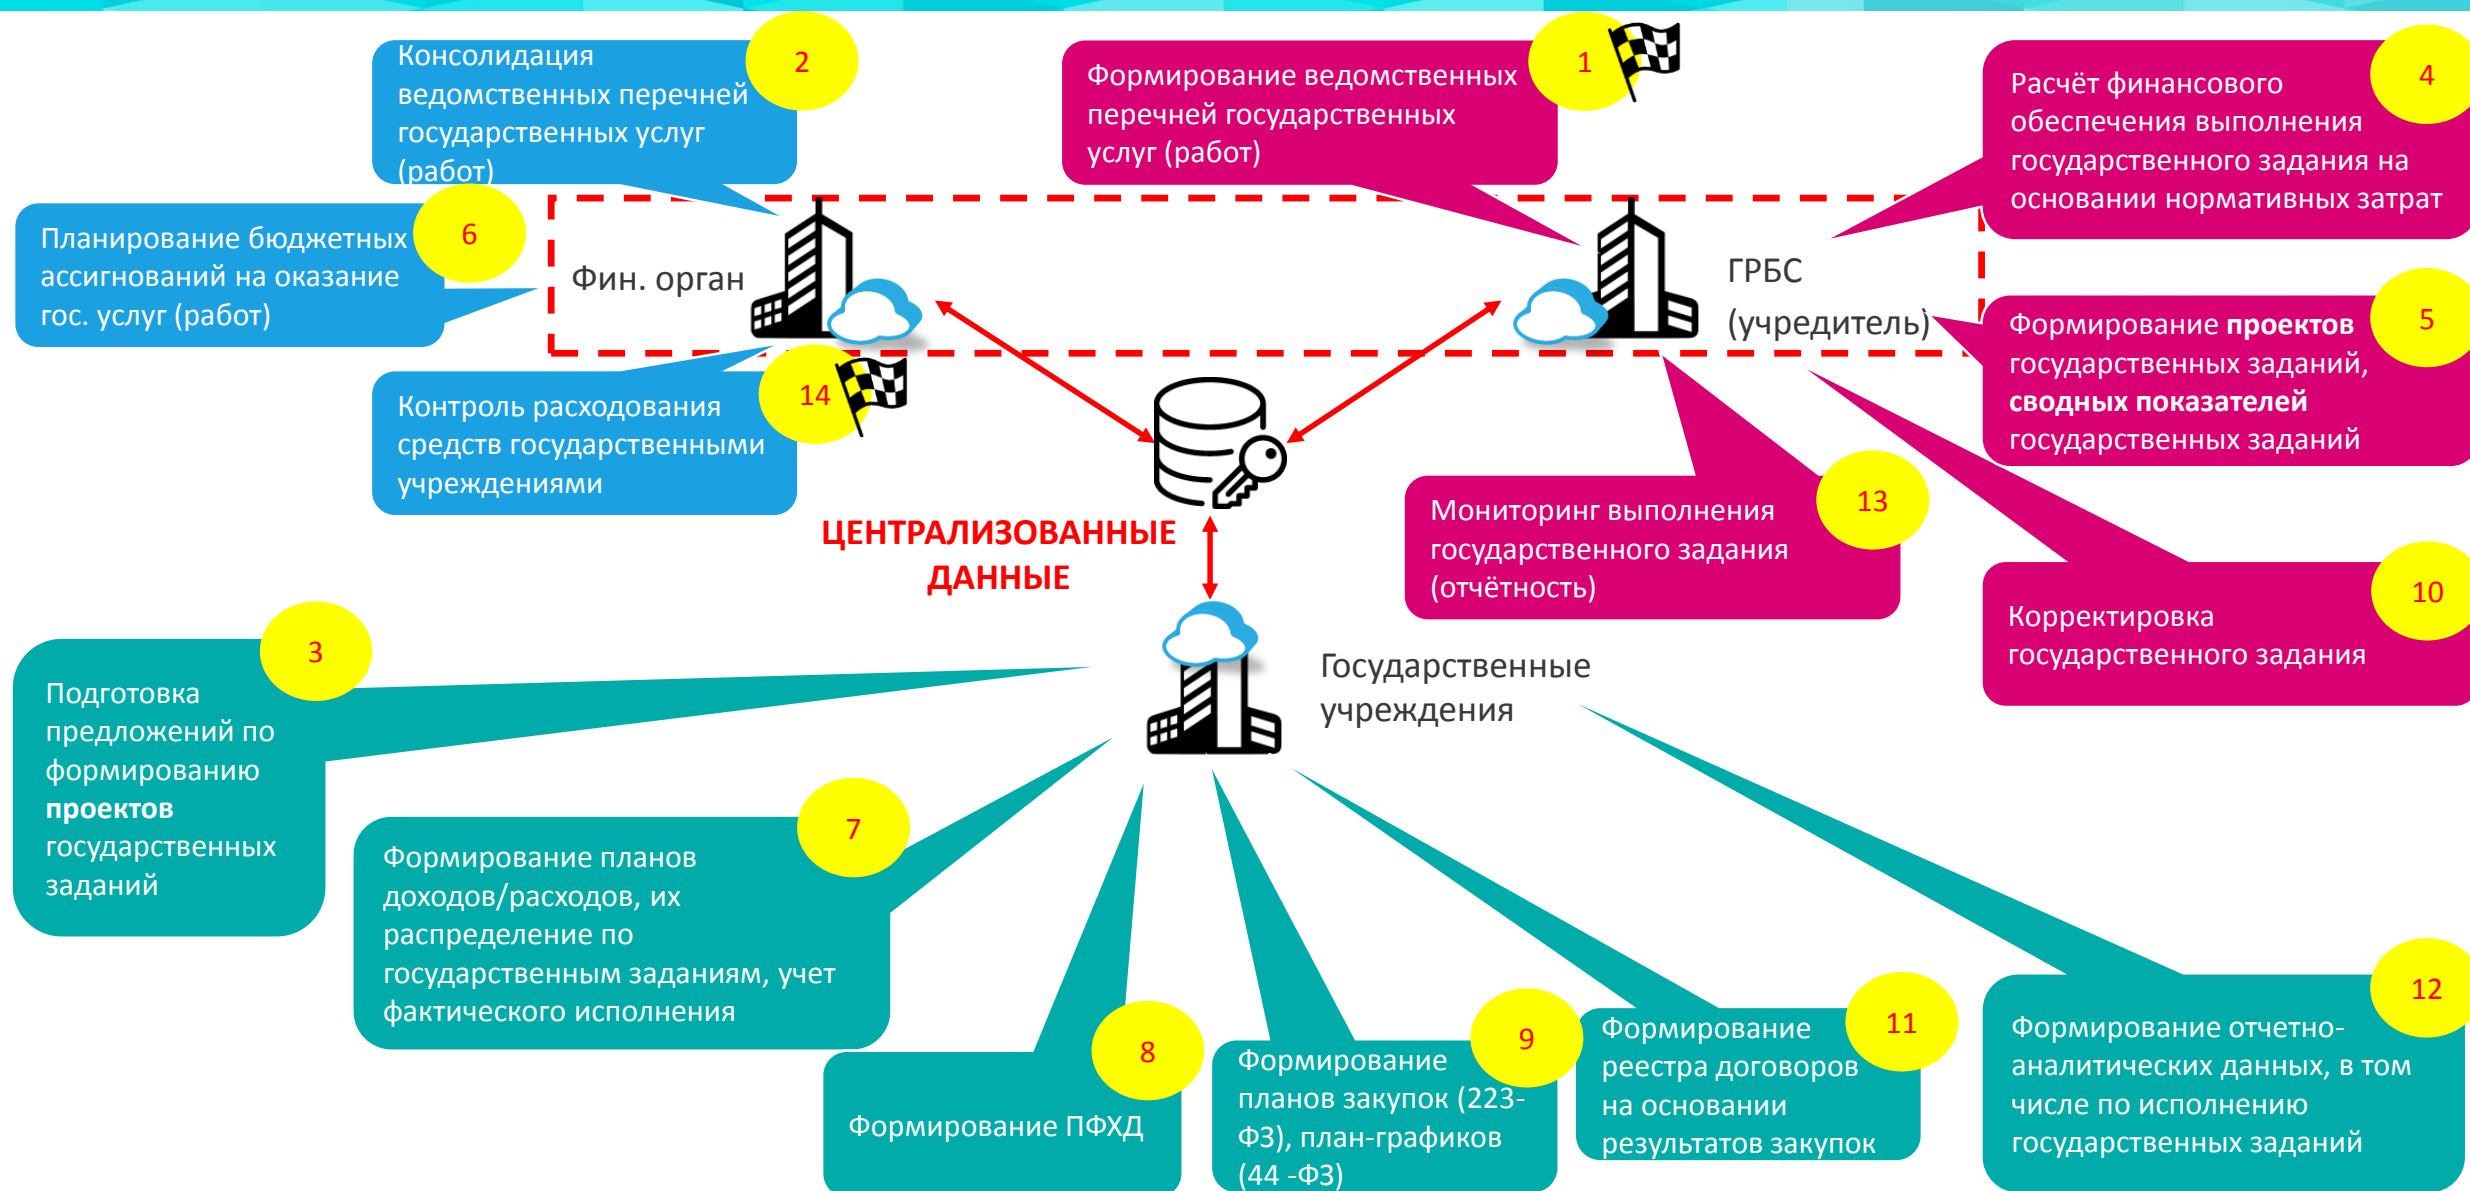 Консолидация
ведомственных перечней
государственных услуг
(работ)
2
Формирование ведомственных
перечней государственных
услуг (работ)
1
Расчёт финансового
обеспечения выполнения
государственного задания на
основании нормативных затрат
4
Планирование бюджетных
ассигнований на оказание
гос. услуг (работ)
6
Фин. орган
ГРБС
(учредитель)
Формирование проектов
государственных заданий,
сводных показателей
государственных заданий
5
Контроль расходования
средств государственными
учреждениями
14
ЦЕНТРАЛИЗОВАННЫЕ
ДАННЫЕ
Мониторинг выполнения
государственного задания
(отчётность)
13
Корректировка
государственного задания
10
Государственные
учреждения
Подготовка
предложений по
формированию
проектов
государственных
заданий
3
Формирование планов
доходов/расходов, их
распределение по
государственным заданиям, учет
фактического исполнения
7
Формирование ПФХД
8
Формирование
планов закупок (223-
ФЗ), план-графиков
(44 -ФЗ)
9
Формирование
реестра договоров
на основании
результатов закупок
11
Формирование отчетно-
аналитических данных, в том
числе по исполнению
государственных заданий
12